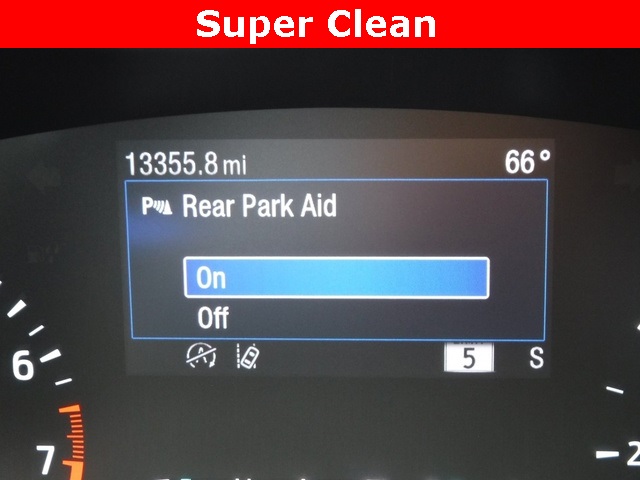 Super Clean
13355.8 mi 66°
P Rear Park Aid
On
Off
A 5 S
6
7
2